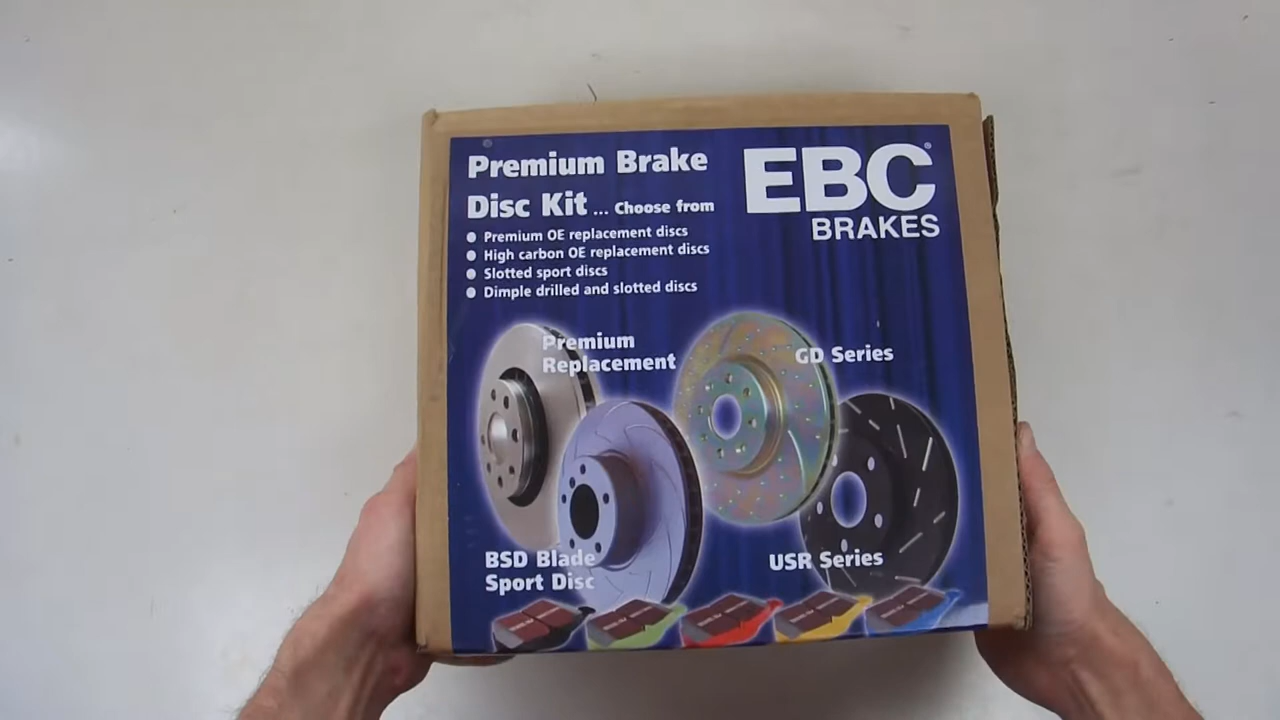 Premium Brake
Disc Kit ... Choose from
● Premium OE replacement discs
● High carbon OE replacement discs
● Slotted sport discs
● Dimple drilled and slotted discs
EBC®
BRAKES
Premium
Replacement
GD Series
BSD Blade
Sport Disc
USR Series